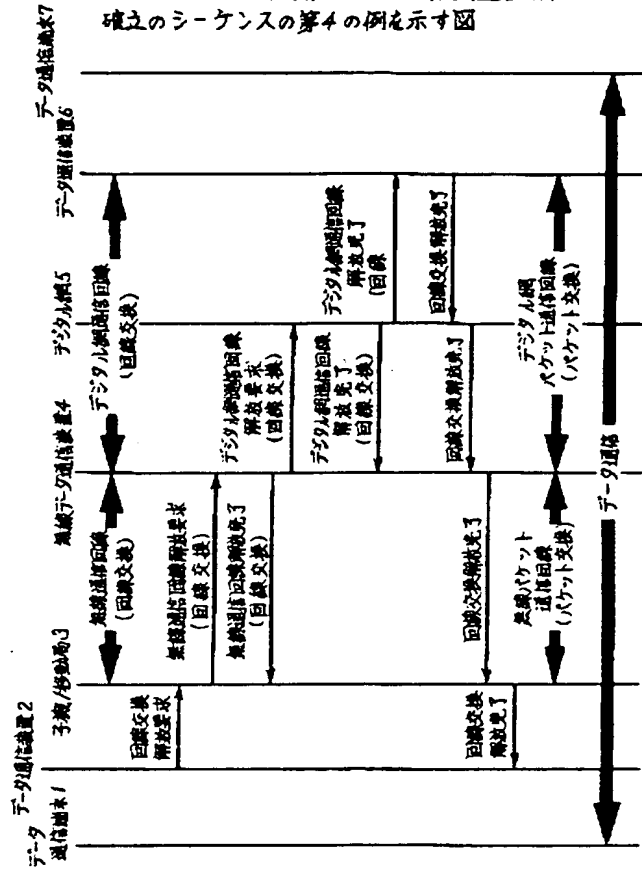 確立のシーケンスの第4の例を示す図
データ
通信端末1
データ通信装置2
子機/移動局3
無線データ通信装置4
デジタル網5
データ通信装置6
データ通信端末7
無線通信回線
(回線交換)
デジタル網通信回線
(回線交換)
回線交換
解放要求
無線通信回線解放要求
(回線交換)
無線通信回線解放完了
(回線交換)
デジタル網通信回線
解放要求
(回線交換)
デジタル網通信回線
解放完了
(回線交換)
デジタル網通信回線
解放完了
(回線
回線交換解放完了
回線交換解放完了
回線交換解放完了
回線交換
解放完了
無線パケット
通信回線
(パケット交換)
デジタル網
パケット通信回線
(パケット交換)
データ通信